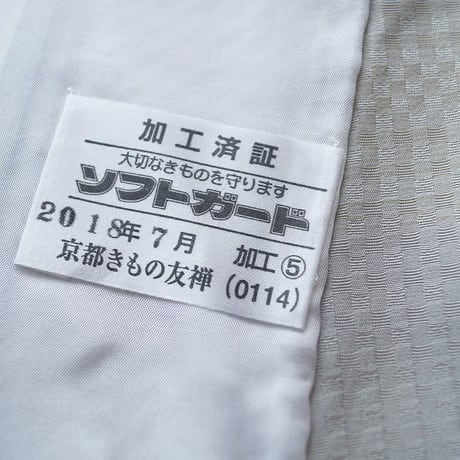 加工済証
大切なきものを守ります
ソフトガード
2018年7月 加工⑤
京都きもの友禅(0114)